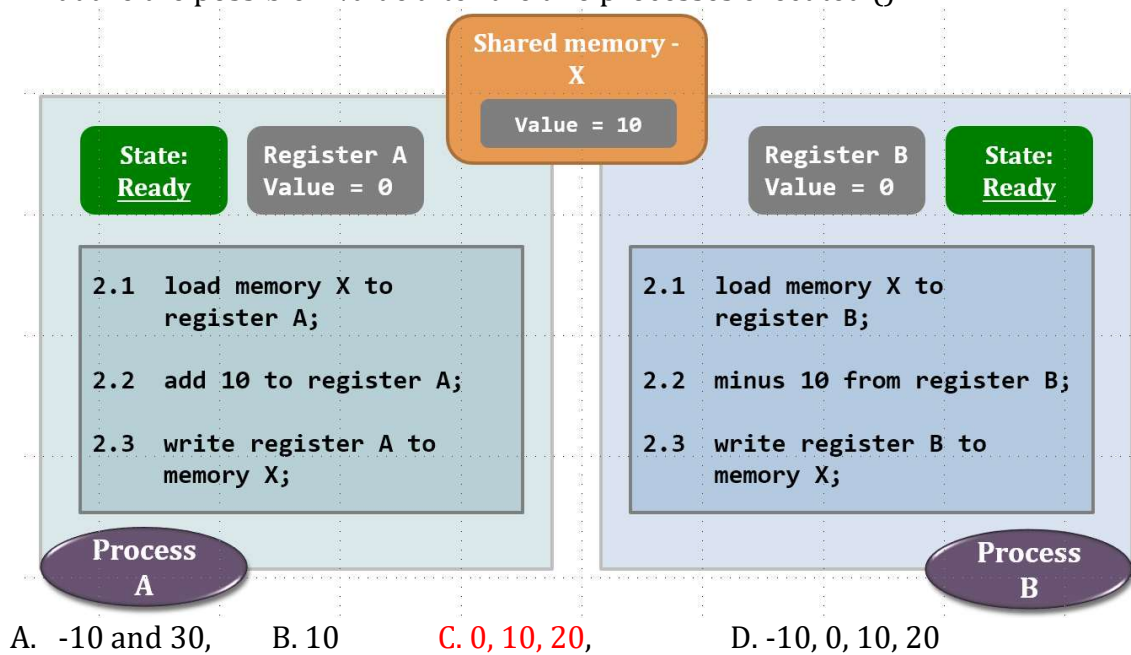 Shared memory -
X
Value = 10
State:
Ready
Register A
Value = 0
Register B
Value = 0
State:
Ready
2.1 load memory X to
register A;
2.2 add 10 to register A;
2.3 write register A to
memory X;
2.1 load memory X to
register B;
2.2 minus 10 from register B;
2.3 write register B to
memory X;
Process
A
Process
B
A. -10 and 30, B. 10 C. 0, 10, 20, D. -10, 0, 10, 20